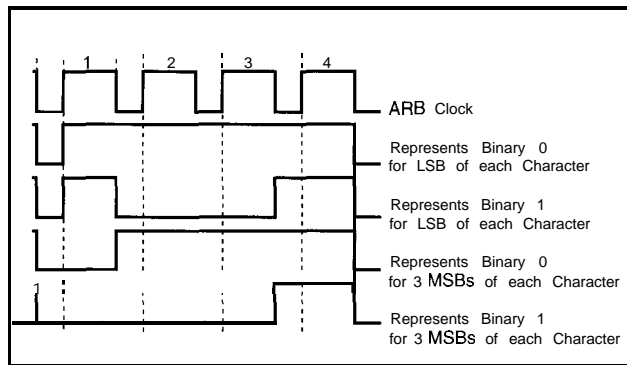 1 2 3 4
ARB Clock
Represents Binary 0
for LSB of each Character
Represents Binary 1
for LSB of each Character
Represents Binary 0
for 3 MSBs of each Character
Represents Binary 1
for 3 MSBs of each Character